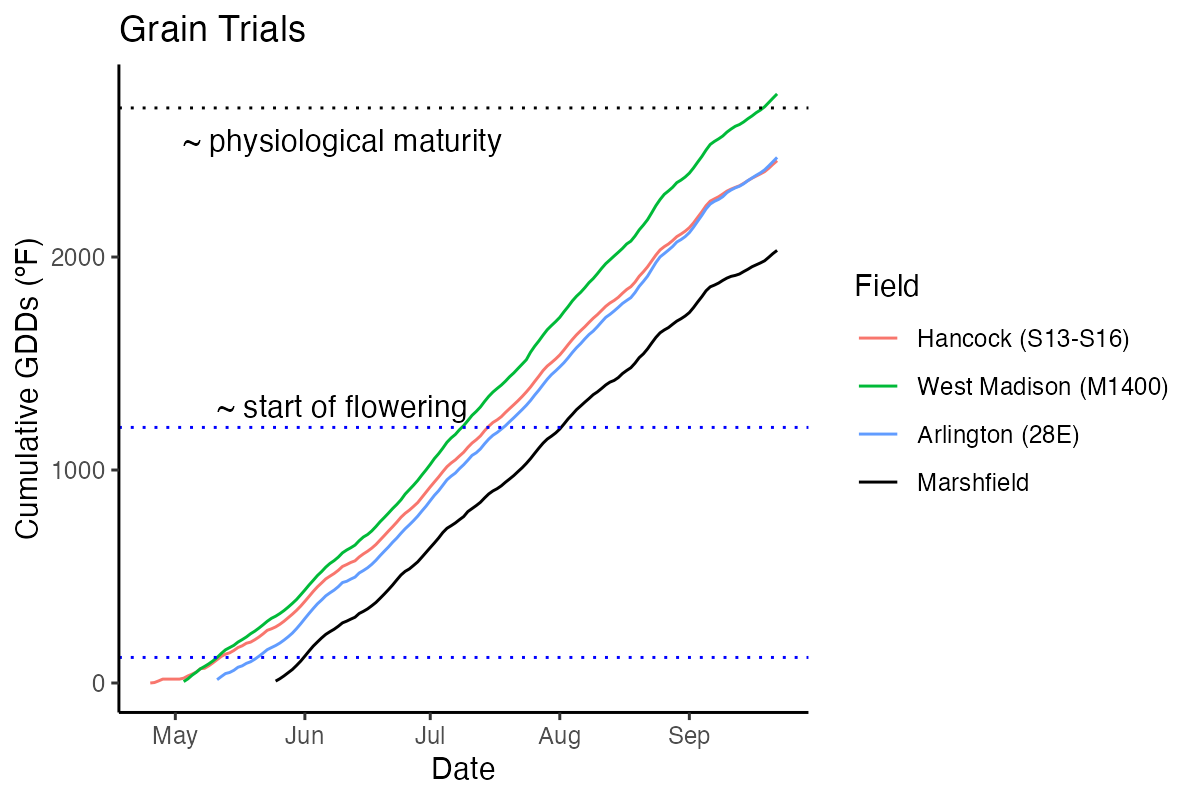 Grain Trials
~ physiological maturity
~ start of flowering
Cumulative GDDs (°F)
2000
1000
0
May Jun Jul Aug Sep
Date
Field
Hancock (S13-S16)
West Madison (M1400)
Arlington (28E)
Marshfield